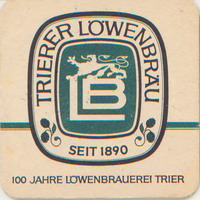 TRIERER LÖWENBRÄU
LB
SEIT 1890
100 JAHRE LÖWENBRAUEREI TRIER